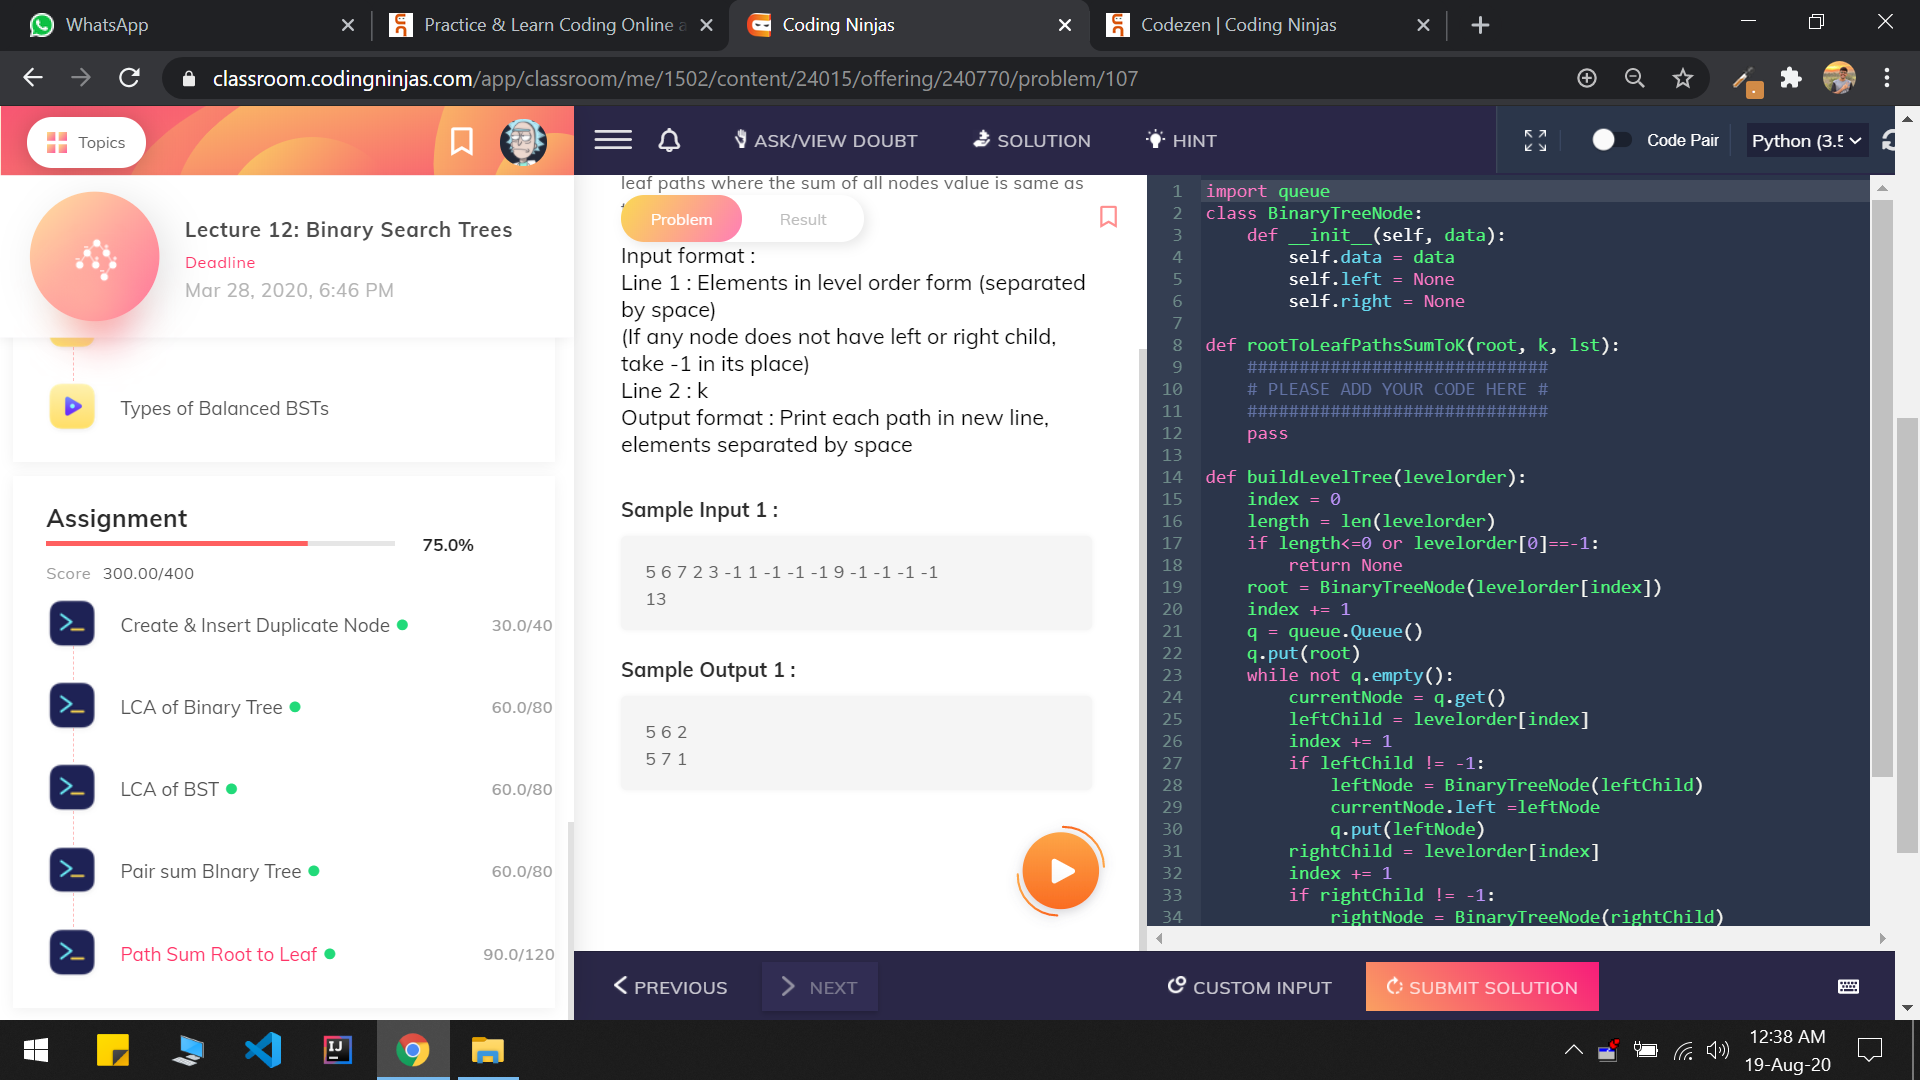 WhatsApp
Practice & Learn Coding Online a
Coding Ninjas
Codezen | Coding Ninjas
classroom.codingninjas.com/app/classroom/me/1502/content/24015/offering/240770/problem/107
Topics
Lecture 12: Binary Search Trees
Deadline
Mar 28, 2020, 6:46 PM
Types of Balanced BSTs
Assignment
75.0%
Score 300.00/400
Create & Insert Duplicate Node 30.0/40
LCA of Binary Tree 60.0/80
LCA of BST 60.0/80
Pair sum BInary Tree 60.0/80
Path Sum Root to Leaf 90.0/120
ASK/VIEW DOUBT
SOLUTION
HINT
Code Pair
Python (3.5
leaf paths where the sum of all nodes value is same as
Problem
Result
Input format :
Line 1 : Elements in level order form (separated
by space)
(If any node does not have left or right child,
take -1 in its place)
Line 2 : k
Output format : Print each path in new line,
elements separated by space
Sample Input 1 :
5 6 7 2 3 -1 1 -1 -1 -1 9 -1 -1 -1 -1
13
Sample Output 1 :
5 6 2
5 7 1
1 import queue
2 class BinaryTreeNode:
3 def __init__(self, data):
4 self.data = data
5 self.left = None
6 self.right = None
7
8 def rootToLeafPathsSumToK(root, k, lst):
9 #############################
10 # PLEASE ADD YOUR CODE HERE #
11 #############################
12 pass
13
14 def buildLevelTree(levelorder):
15 index = 0
16 length = len(levelorder)
17 if length<=0 or levelorder[0]==-1:
18 return None
19 root = BinaryTreeNode(levelorder[index])
20 index += 1
21 q = queue.Queue()
22 q.put(root)
23 while not q.empty():
24 currentNode = q.get()
25 leftChild = levelorder[index]
26 index += 1
27 if leftChild != -1:
28 leftNode = BinaryTreeNode(leftChild)
29 currentNode.left =leftNode
30 q.put(leftNode)
31 rightChild = levelorder[index]
32 index += 1
33 if rightChild != -1:
34 rightNode = BinaryTreeNode(rightChild)
PREVIOUS
NEXT
CUSTOM INPUT
SUBMIT SOLUTION
12:38 AM
19-Aug-20